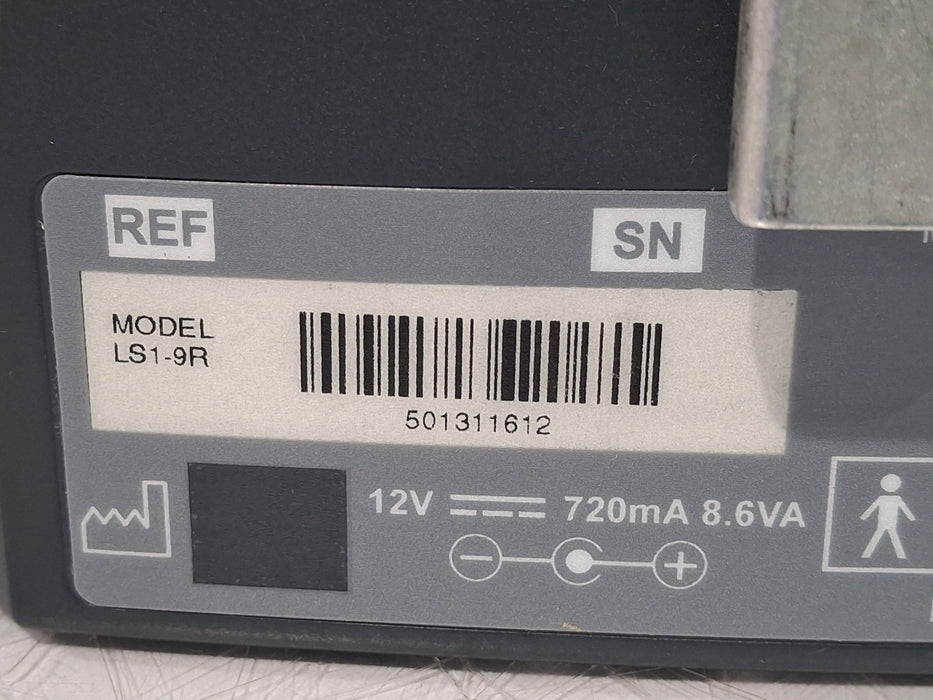 REF
SN
MODEL
LS1-9R
501311612
12V 720mA 8.6VA